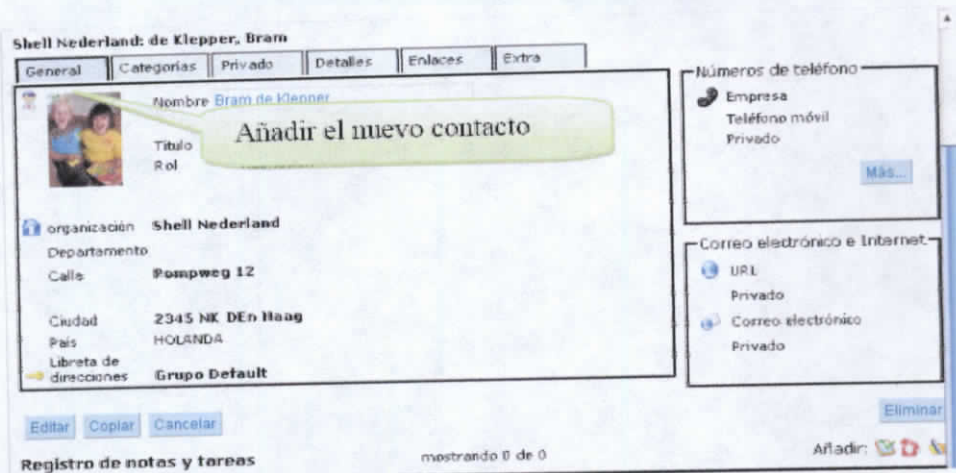 Shell Nederland: de Klepper, Bram
General Categorías Privado Detalles Enlaces Extra
Nombre Bram de Klepper
Añadir el nuevo contacto
Título
Rol
organización Shell Nederland
Departamento
Calle Pompweg 12
Ciudad 2345 NK DEn Haag
País HOLANDA
Libreta de
direcciones Grupo Default
Números de teléfono
Empresa
Teléfono móvil
Privado
Más...
Correo electrónico e Internet
URL
Privado
Correo electrónico
Privado
Editar Copiar Cancelar
Eliminar
Registro de notas y tareas
mostrando 0 de 0
Añadir: